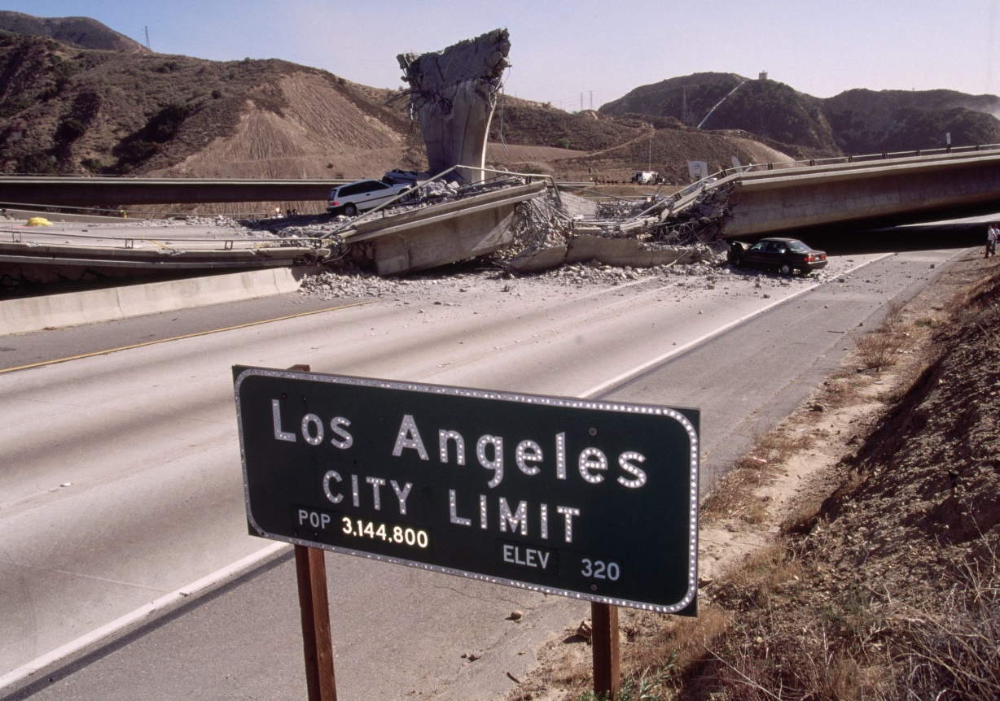 Los Angeles
CITY LIMIT
POP 3,144,800
ELEV 320